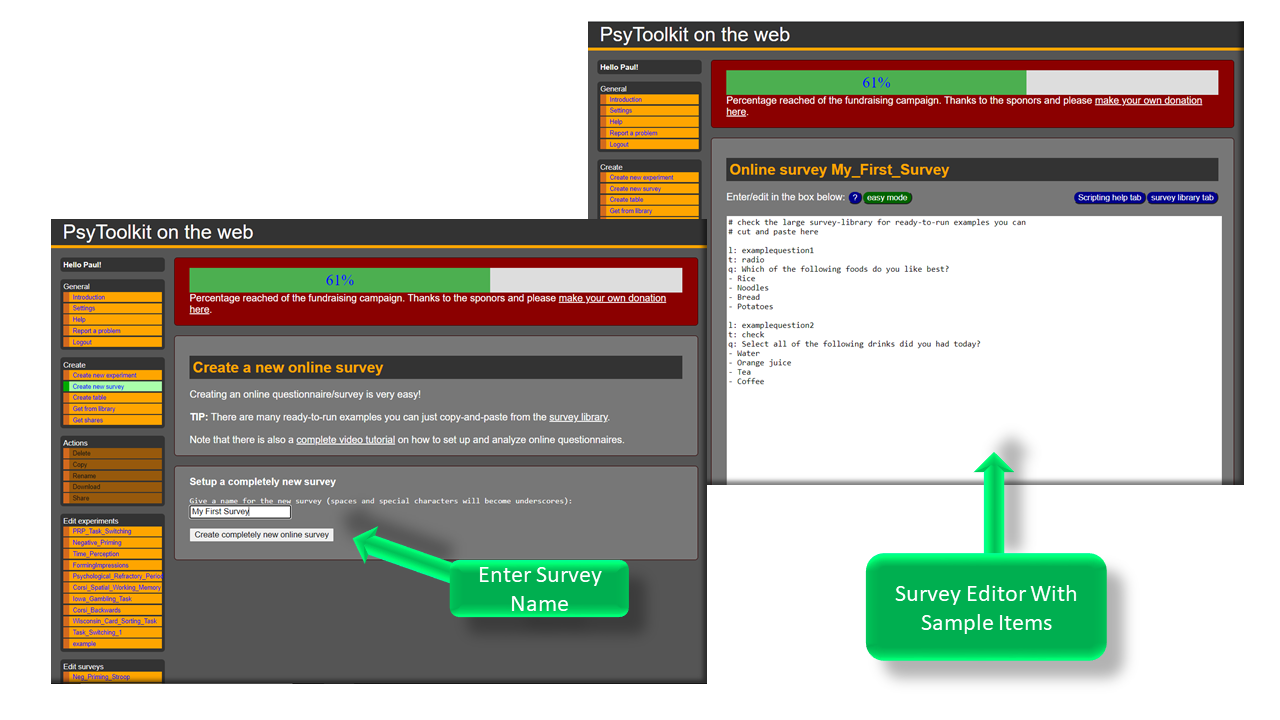 PsyToolkit on the web
Hello Paul!
General
Introduction
Settings
Help
Report a problem
Logout
Create
Create new experiment
Create new survey
Create table
Get from library
61%
Percentage reached of the fundraising campaign. Thanks to the sponors and please make your own donation
here.
Online survey My_First_Survey
Enter/edit in the box below: ? easy mode
Scripting help tab survey library tab
# check the large survey-library for ready-to-run examples you can
# cut and paste here
l: examplequestion1
t: radio
q: Which of the following foods do you like best?
- Rice
- Noodles
- Bread
- Potatoes
l: examplequestion2
t: check
q: Select all of the following drinks did you had today?
- Water
- Orange juice
- Tea
- Coffee
PsyToolkit on the web
Hello Paul!
General
Introduction
Settings
Help
Report a problem
Logout
Create
Create new experiment
Create new survey
Create table
Get from library
Get shares
Actions
Delete
Copy
Rename
Download
Share
Edit experiments
PRP_Task_Switching
Negative_Priming
Time_Perception
FormingImpressions
Psychological_Refractory_Period
Corsi_Spatial_Working_Memory
Iowa_Gambling_Task
Corsi_Backwards
Wisconsin_Card_Sorting_Task
Task_Switching_1
example
Edit surveys
Neg_Priming_Stroop
61%
Percentage reached of the fundraising campaign. Thanks to the sponors and please make your own donation
here.
Create a new online survey
Creating an online questionnaire/survey is very easy!
TIP: There are many ready-to-run examples you can just copy-and-paste from the survey library.
Note that there is also a complete video tutorial on how to set up and analyze online questionnaires.
Setup a completely new survey
Give a name for the new survey (spaces and special characters will become underscores):
My First Survey
Create completely new online survey
Enter Survey
Name
Survey Editor With
Sample Items